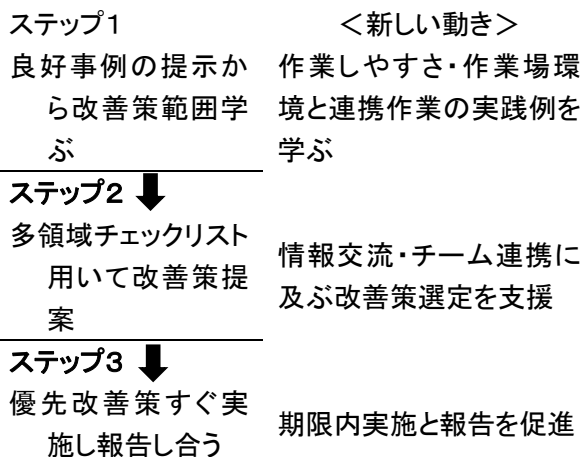 ステップ１
良好事例の提示か
ら改善策範囲学
ぶ
＜新しい動き＞
作業しやすさ・作業場環
境と連携作業の実践例を
学ぶ
ステップ２
多領域チェックリスト
用いて改善策提
案
情報交流・チーム連携に
及ぶ改善策選定を支援
ステップ３
優先改善策すぐ実
施し報告し合う
期限内実施と報告を促進